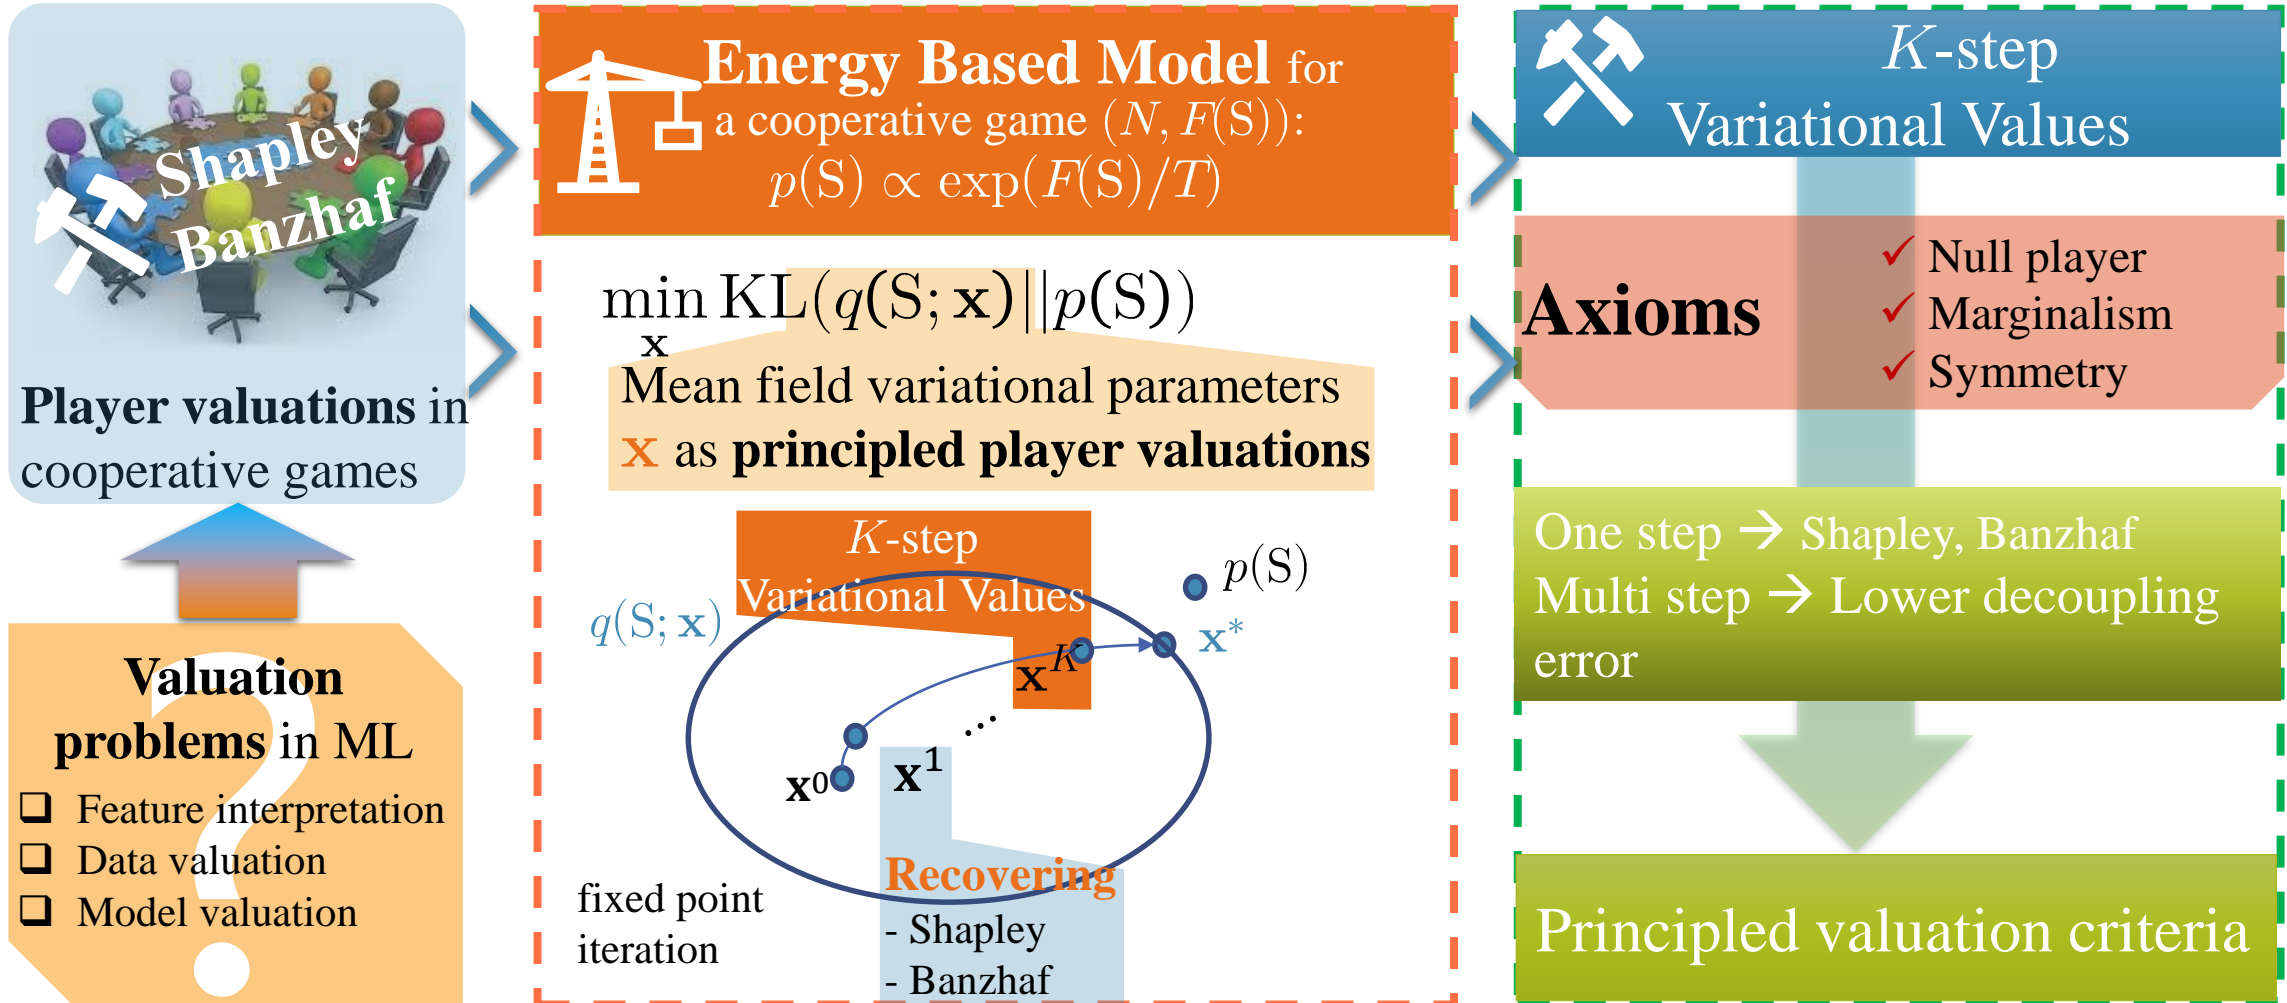 Shapley
Banzhaf
Player valuations in
cooperative games
Valuation
problems in ML
❑ Feature interpretation
❑ Data valuation
❑ Model valuation
?
Energy Based Model for
a cooperative game (N, F(S)):
p(S) ∝ exp(F(S)/T)
min KL(q(S; x)||p(S))
x
Mean field variational parameters
x as principled player valuations
K-step
Variational Values
p(S)
q(S; x)
x*
x^K
...
x^1
x^0
Recovering
- Shapley
- Banzhaf
fixed point
iteration
K-step
Variational Values
Axioms
✓ Null player
✓ Marginalism
✓ Symmetry
One step → Shapley, Banzhaf
Multi step → Lower decoupling
error
Principled valuation criteria